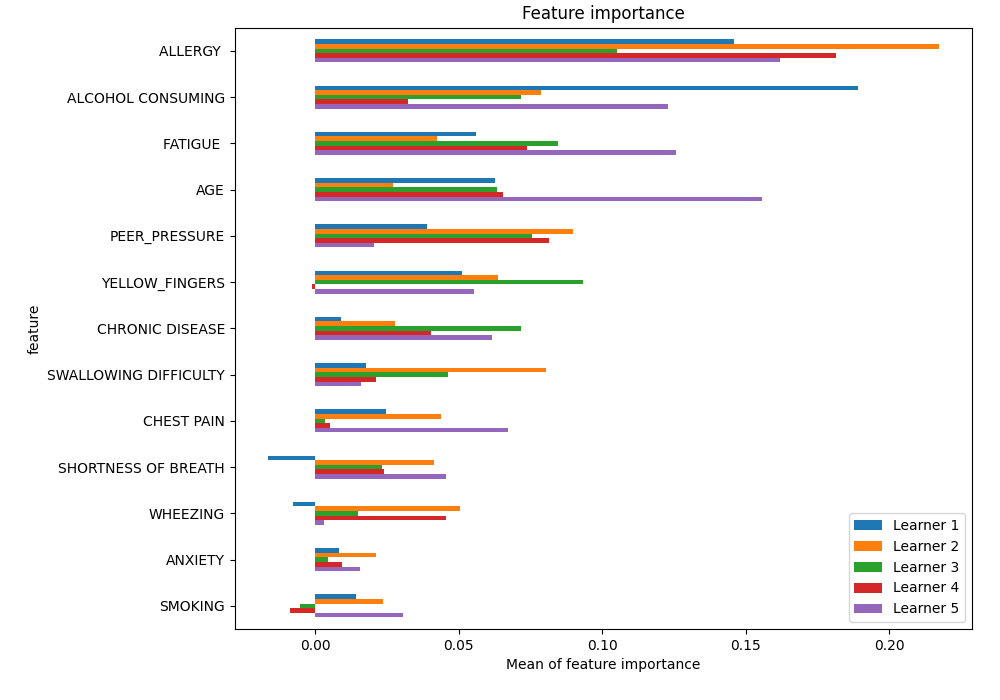 Feature importance
ALLERGY
ALCOHOL CONSUMING
FATIGUE
AGE
PEER_PRESSURE
YELLOW_FINGERS
CHRONIC DISEASE
SWALLOWING DIFFICULTY
CHEST PAIN
SHORTNESS OF BREATH
WHEEZING
ANXIETY
SMOKING
feature
Learner 1
Learner 2
Learner 3
Learner 4
Learner 5
0.00 0.05 0.10 0.15 0.20
Mean of feature importance